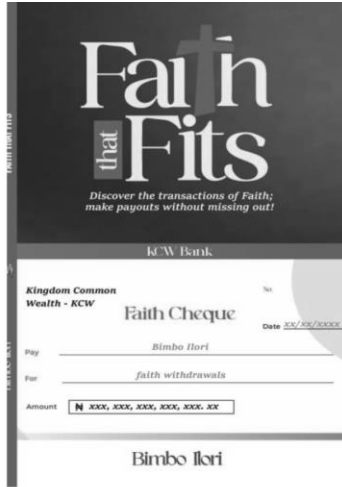 Faith
that
Fits
Discover the transactions of Faith;
make payouts without missing out!
KCW Bank
Kingdom Common
Wealth - KCW
No.
Faith Cheque
Date xx/xx/xxxx
Pay Bimbo Ilori
For faith withdrawals
Amount ₦ xxx, xxx, xxx, xxx, xxx. xx
Bimbo Ilori